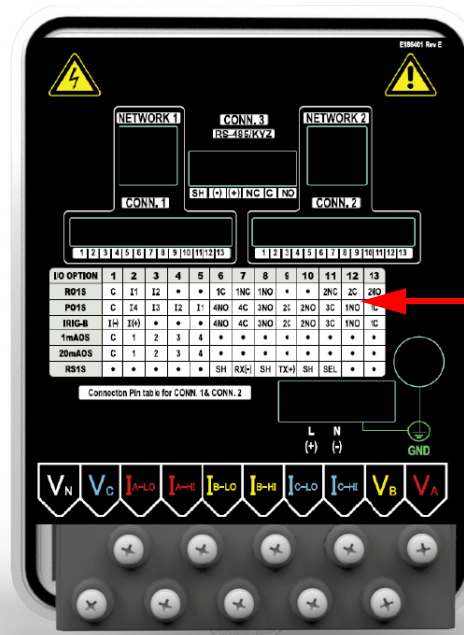 E186401 Rev E
NETWORK 1
CONN. 3
RS-485/KYZ
NETWORK 2
SH (-) (+) NC C NO
CONN. 1
CONN. 2
1 2 3 4 5 6 7 8 9 10 11 12 13
1 2 3 4 5 6 7 8 9 10 11 12 13
I/O OPTION 1 2 3 4 5 6 7 8 9 10 11 12 13
RO1S C I1 I2 • • 1C 1NC 1NO • • 2NC 2C 2NO
PO1S C I4 I3 I2 I1 4NO 4C 3NO 2C 2NO 3C 1NO 1C
IRIG-B I(-) I(+) • • • 4NO 4C 3NO 2C 2NO 3C 1NO 1C
1mAOS C 1 2 3 4 • • • • • • • •
20mAOS C 1 2 3 4 • • • • • • • •
RS1S • • • • • SH RX(-) SH TX(+) SH SEL • •
Connection Pin table for CONN. 1& CONN. 2
L N
(+) (-)
GND
VN VC IA-LO IA-HI IB-LO IB-HI IC-LO IC-HI VB VA